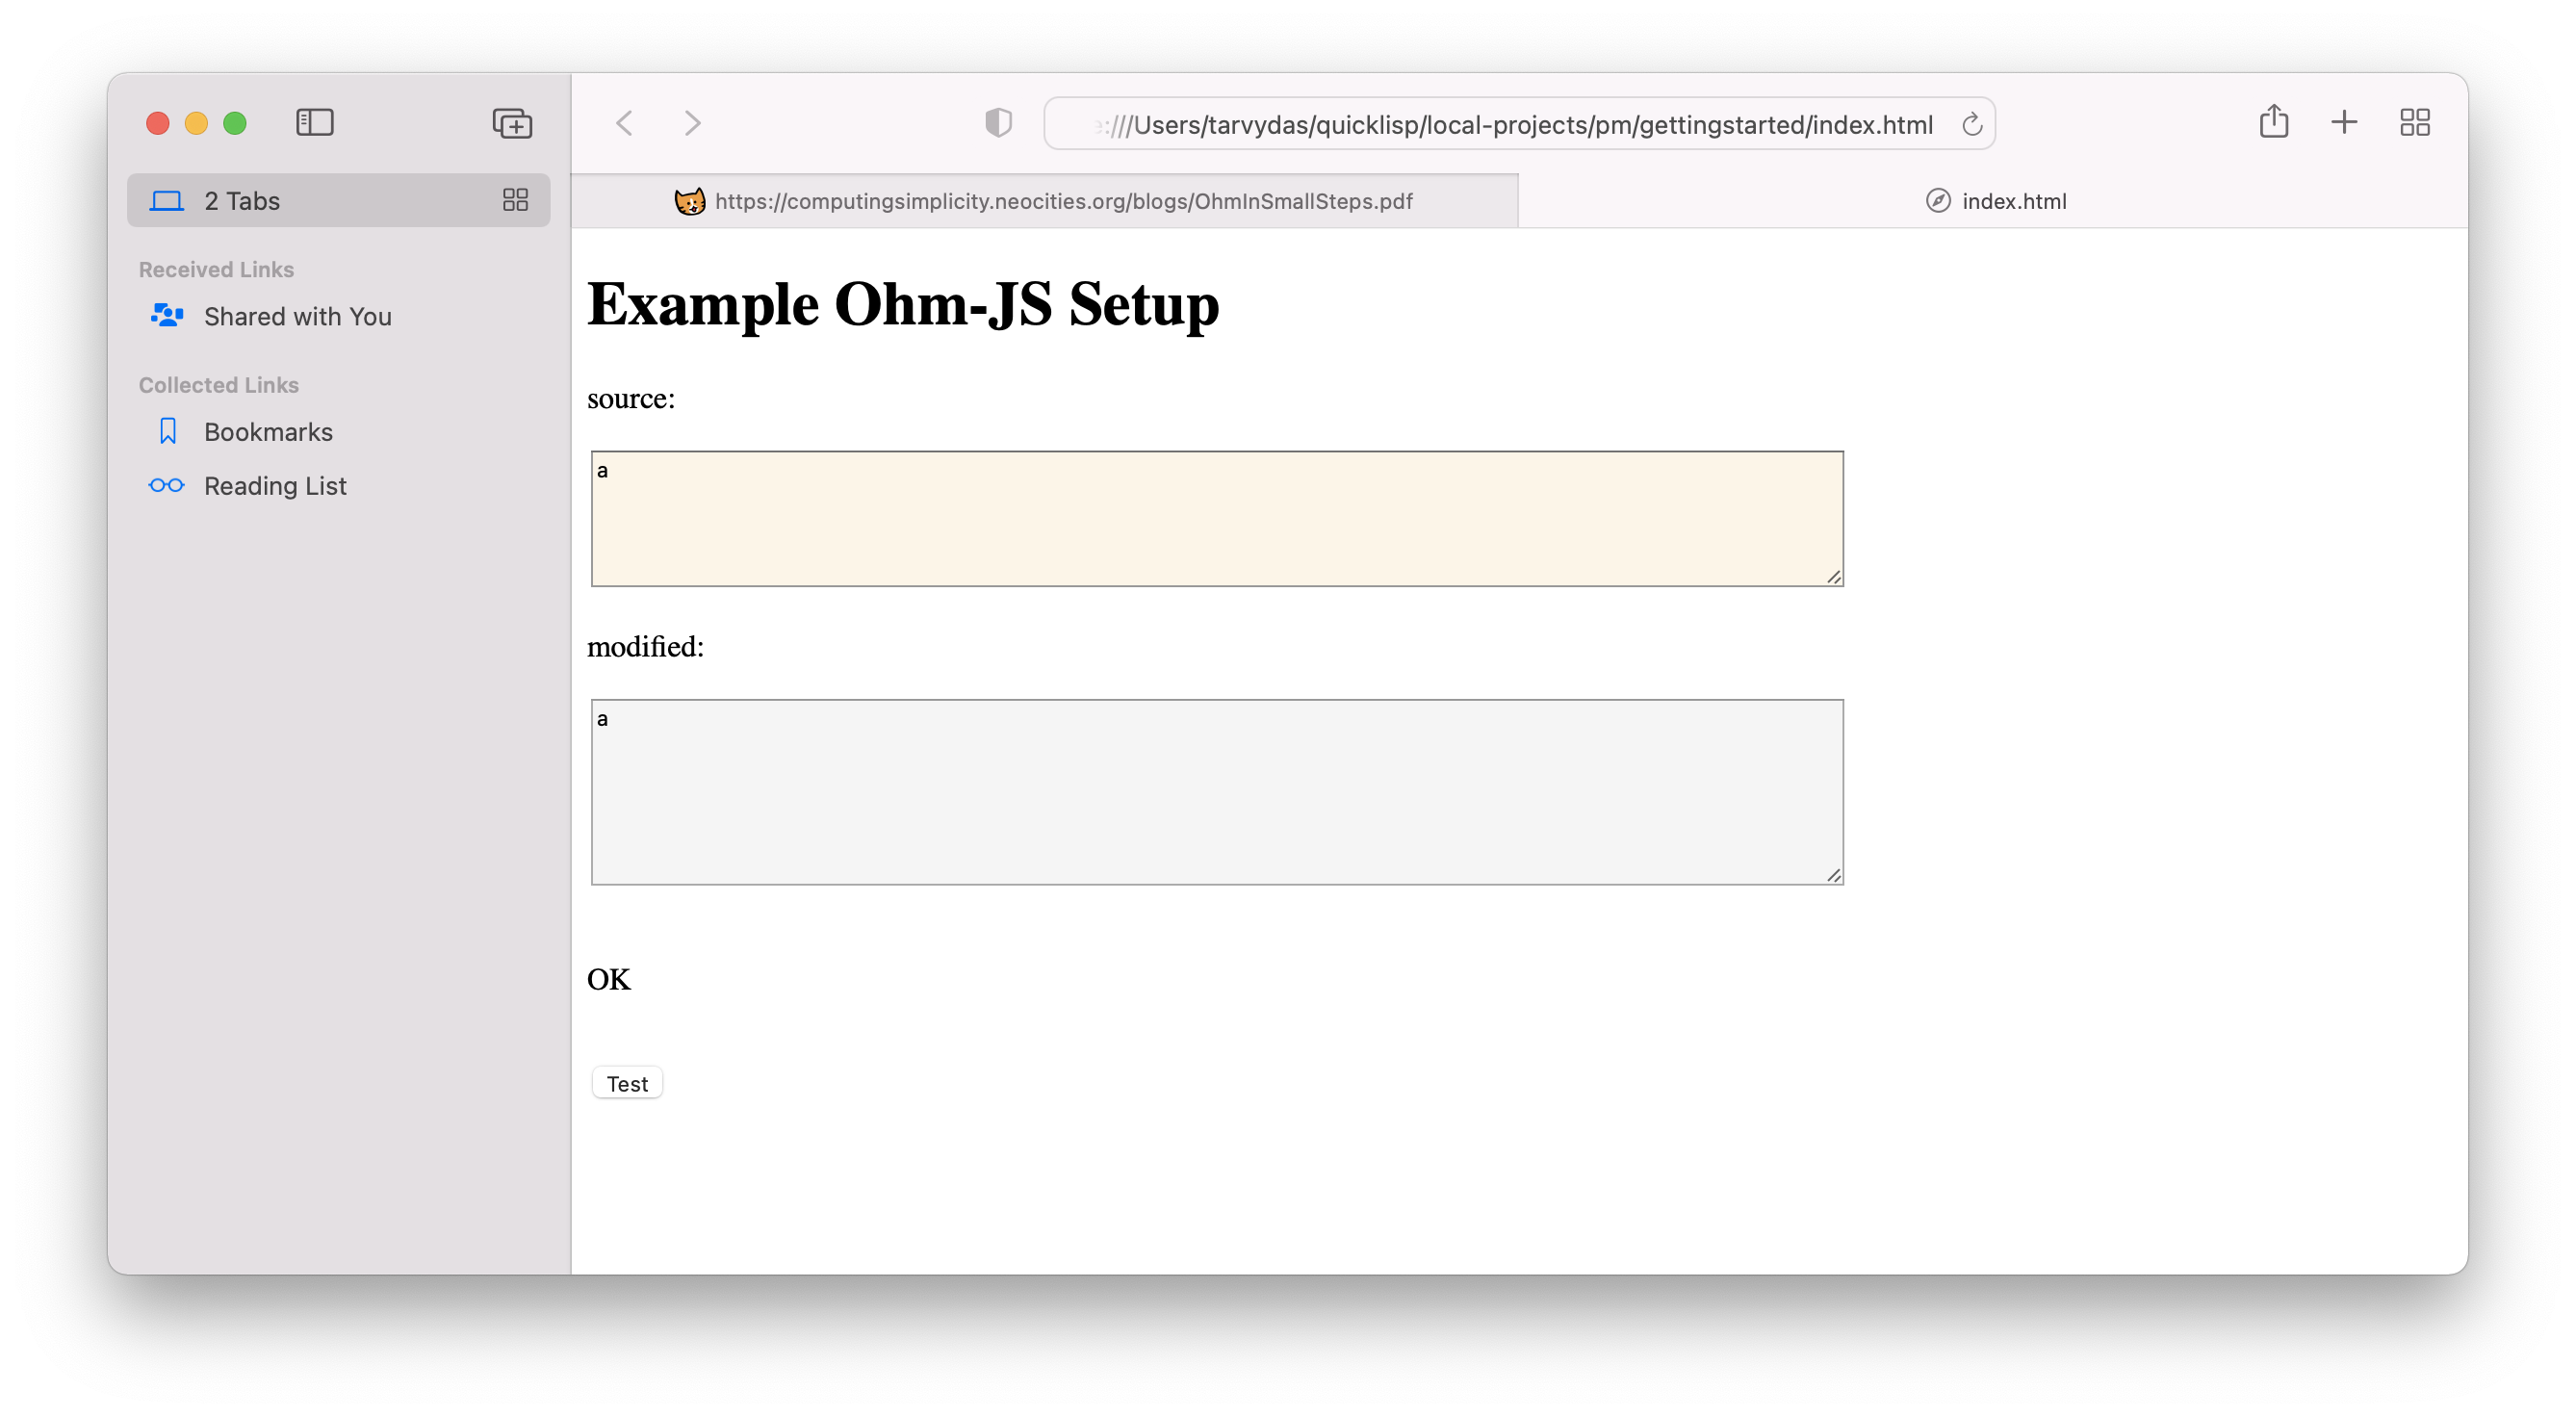 :///Users/tarvydas/quicklisp/local-projects/pm/gettingstarted/index.html
2 Tabs
https://computingsimplicity.neocities.org/blogs/OhmInSmallSteps.pdf
index.html
Received Links
Shared with You
Collected Links
Bookmarks
Reading List
Example Ohm-JS Setup
source:
a
modified:
a
OK
Test